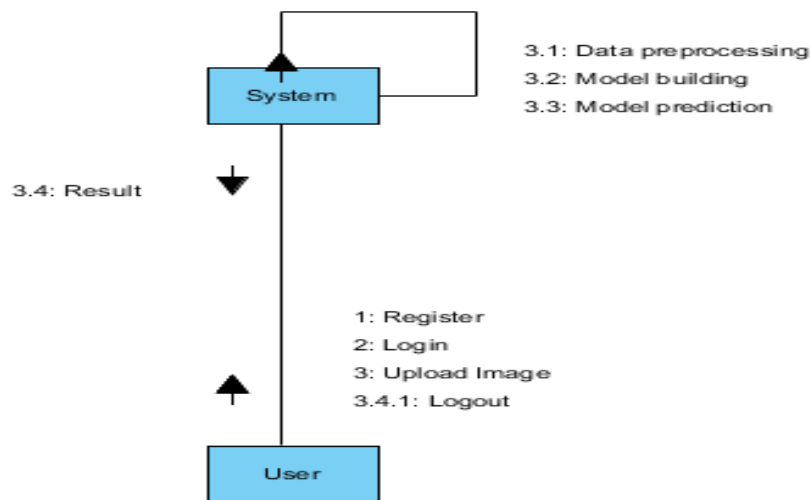 3.1: Data preprocessing
3.2: Model building
3.3: Model prediction
System
3.4: Result
1: Register
2: Login
3: Upload Image
3.4.1: Logout
User